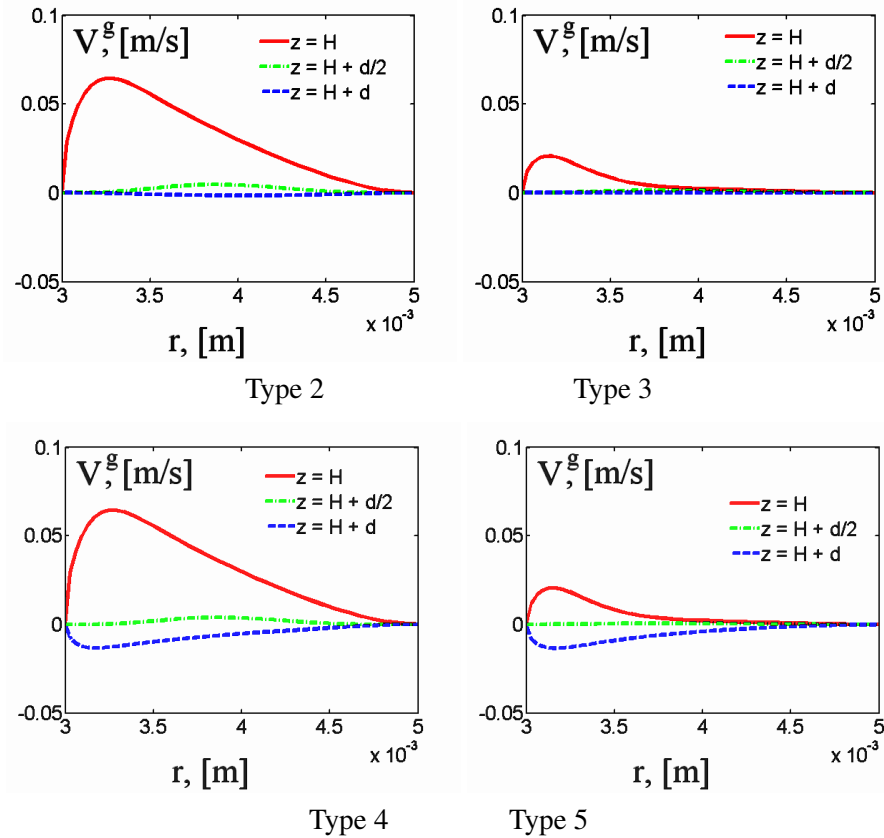 0.1
V,g [m/s]
z = H
z = H + d/2
z = H + d
0.05
0
-0.05
3 3.5 4 4.5 5
x 10-3
r, [m]
0.1
V,g [m/s]
z = H
z = H + d/2
z = H + d
0.05
0
-0.05
3 3.5 4 4.5 5
x 10-3
r, [m]
Type 2 Type 3
0.1
V,g [m/s]
z = H
z = H + d/2
z = H + d
0.05
0
-0.05
3 3.5 4 4.5 5
x 10-3
r, [m]
0.1
V,g [m/s]
z = H
z = H + d/2
z = H + d
0.05
0
-0.05
3 3.5 4 4.5 5
x 10-3
r, [m]
Type 4 Type 5